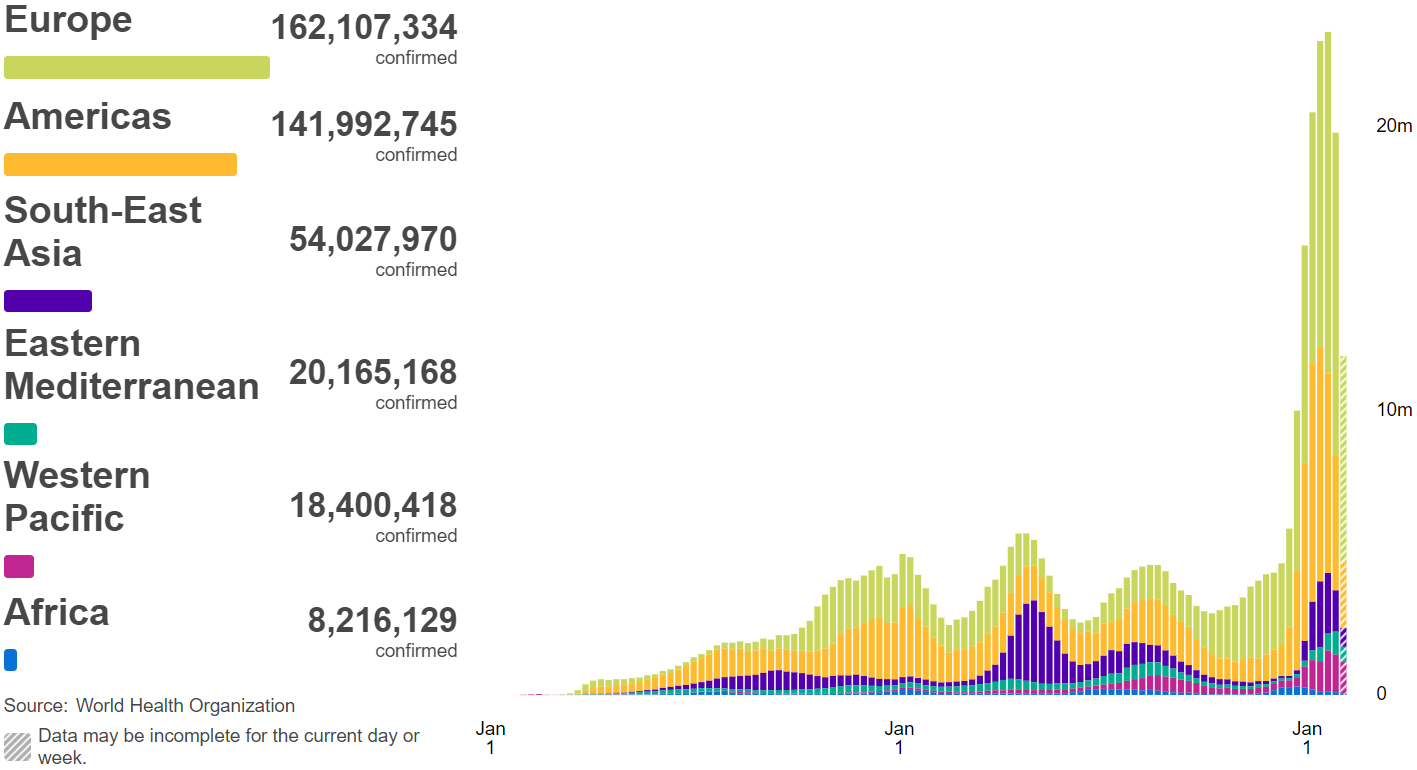 Europe
162,107,334
confirmed
Americas
141,992,745
confirmed
South-East
Asia
54,027,970
confirmed
Eastern
Mediterranean
20,165,168
confirmed
Western
Pacific
18,400,418
confirmed
Africa
8,216,129
confirmed
Source: World Health Organization
Data may be incomplete for the current day or
week.
20m
10m
0
Jan
1
Jan
1
Jan
1